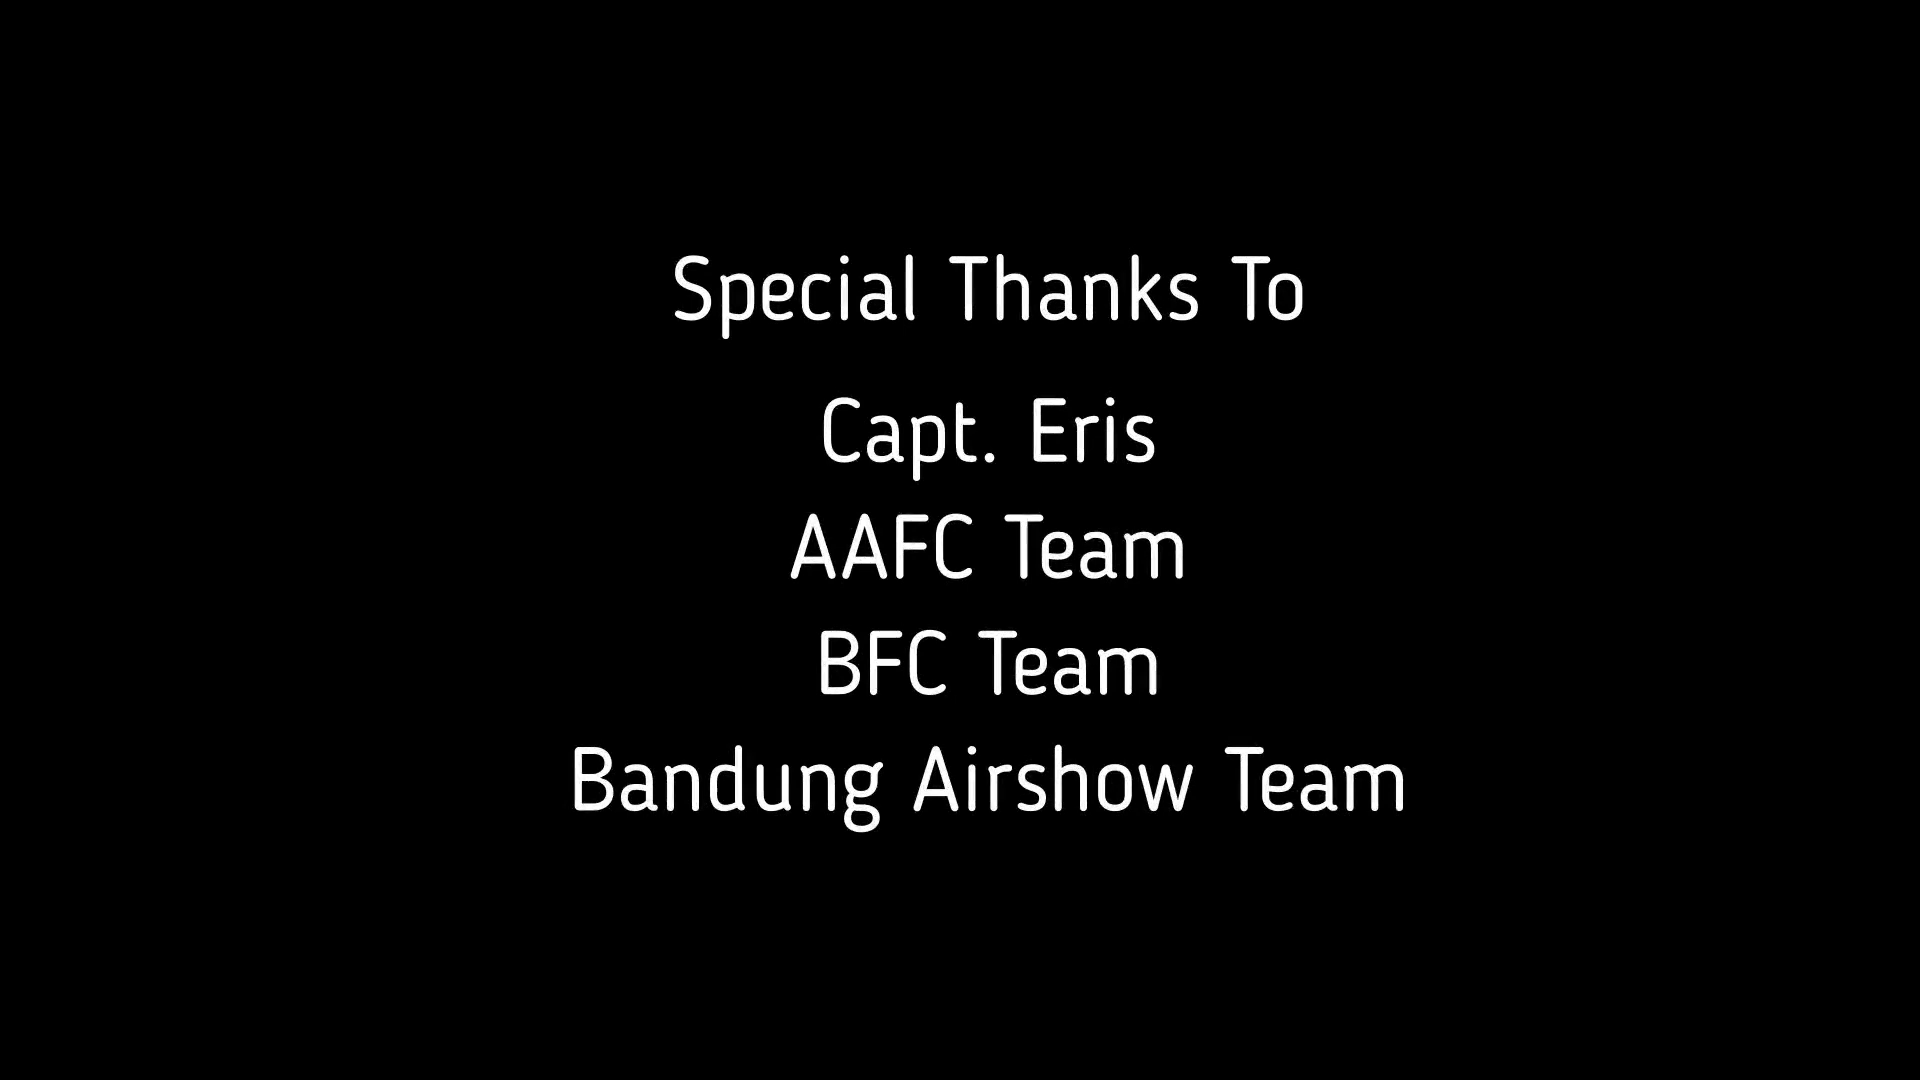 Special Thanks To
Capt. Eris
AAFC Team
BFC Team
Bandung Airshow Team